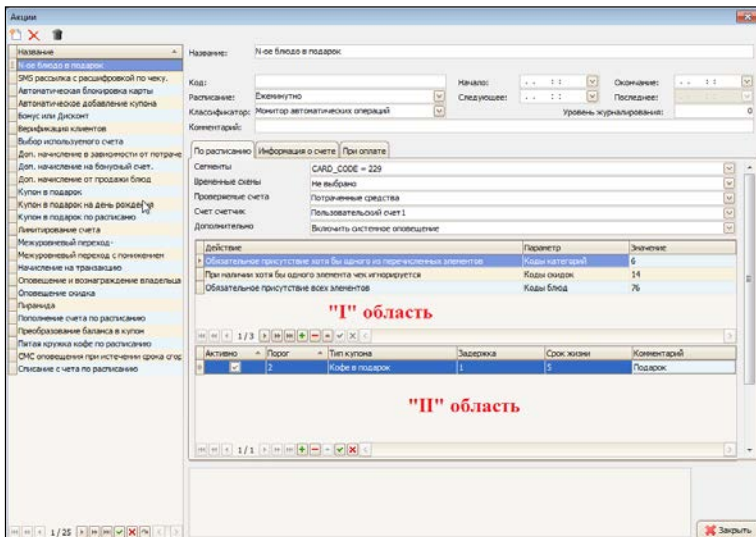 Акции
Название
N-ое блюдо в подарок
SMS рассылка с расшифровкой по чеку.
Автоматическая блокировка карты
Автоматическое добавление купона
Бонус или Дисконт
Верификация клиентов
Выбор используемого счета
Доп. начисление в зависимости от потраче
Доп. начисление на бонусный счет.
Доп. начисление от продажи блюд
Купон в подарок
Купон в подарок на день рождения
Купон в подарок по расписанию
Лимитирование счета
Межуровневый переход-
Межуровневый переход с понижением
Начисление на транзакцию
Оповещение и вознаграждение владельца
Оповещение скидка
Пирамида
Пополнение счета по расписанию
Преобразование баланса в купон
Пятая кружка кофе по расписанию
СМС оповещения при истечении срока
Списание с чета по расписанию
1 / 25
Название: N-ое блюдо в подарок
Код: Начало: . . : : Окончание: . . : :
Расписание: Ежеминутно Следующее: . . : : Последнее: . . : :
Классификатор: Монитор автоматических операций Уровень журналирования: 0
Комментарий:
По расписанию Информация о счете При оплате
Сегменты CARD_CODE = 229
Временные схемы Не выбрано
Проверяемые счета Потраченные средства
Счет счетчик Пользовательский счет1
Дополнительно Включить системное оповещение
Действие Параметр Значение
Обязательное присутствие хотя бы одного из перечисленных элементов Коды категорий 6
При наличии хотя бы одного элемента чек игнорируется Коды скидок 14
Обязательное присутствие всех элементов Коды блюд 76
"I" область
1 / 3
Активно Порог Тип купона Задержка Срок жизни Комментарий
2 Кофе в подарок 1 5 Подарок
"II" область
1 / 1
Закрыть